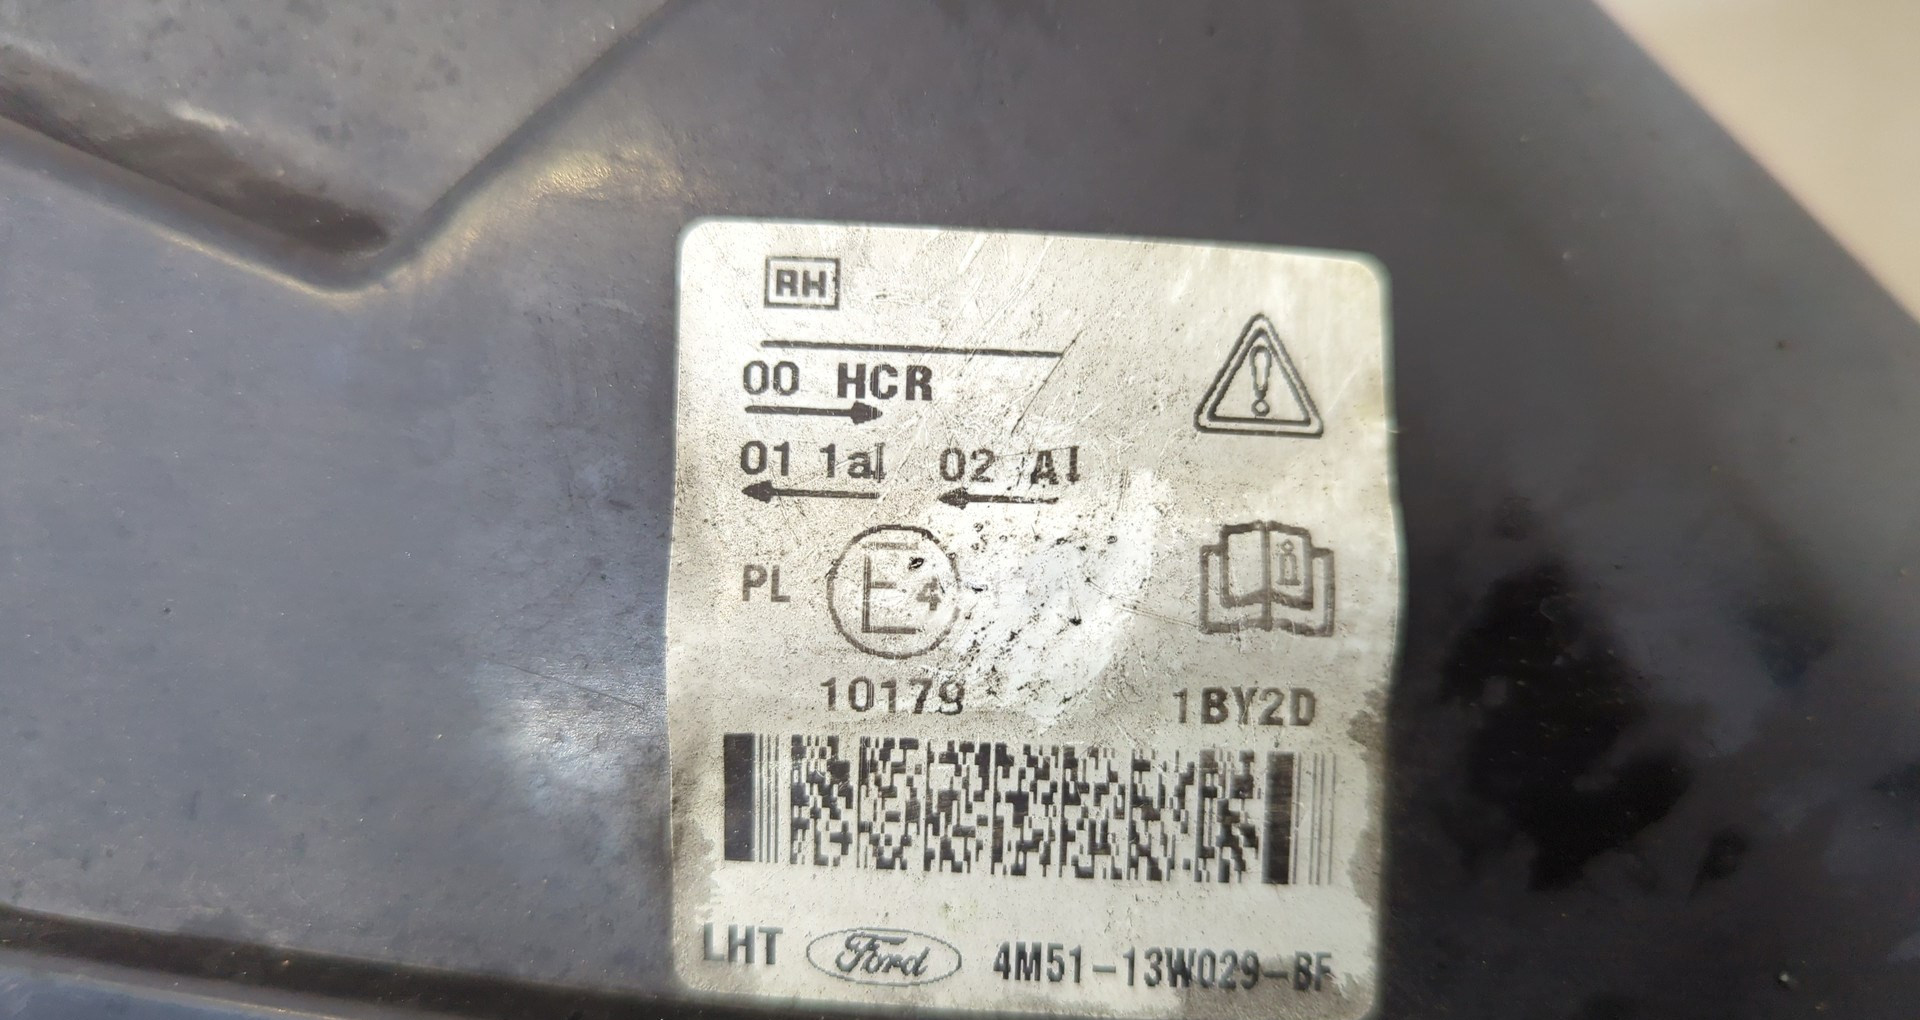 RH
00 HCR
01 1al 02 Al
PL E4
10179 1BY2D
LHT Ford 4M51-13W029-BF